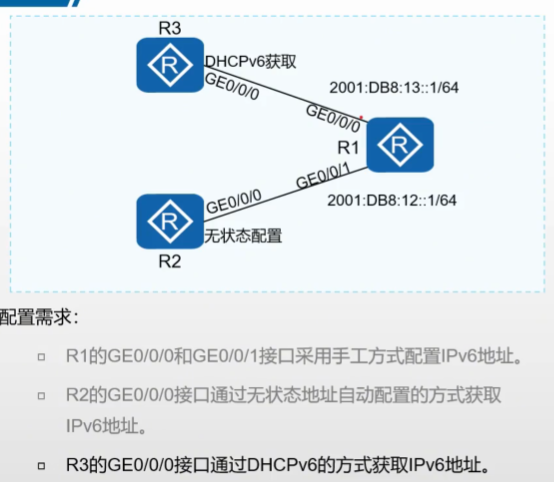 R3
DHCPv6获取
GE0/0/0
2001:DB8:13::1/64
GE0/0/0
R
R1
R
GE0/0/1
2001:DB8:12::1/64
GE0/0/0
R
无状态配置
R2
配置需求：
R1的GE0/0/0和GE0/0/1接口采用手工方式配置IPv6地址。
R2的GE0/0/0接口通过无状态地址自动配置的方式获取
IPv6地址。
R3的GE0/0/0接口通过DHCPv6的方式获取IPv6地址。